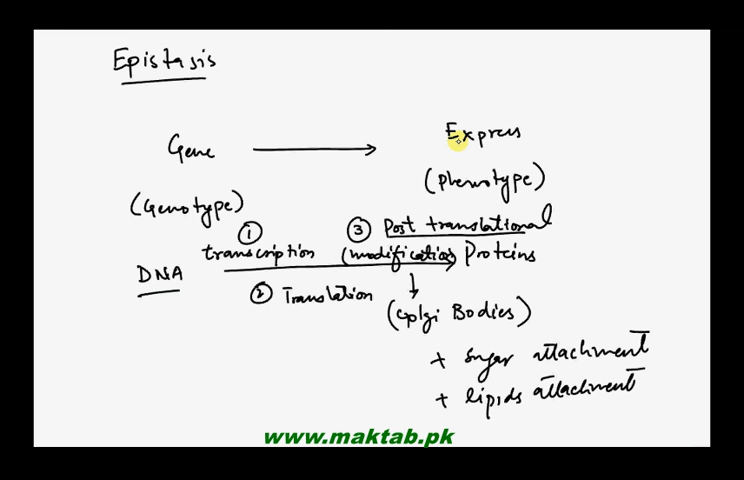 Epistasis
Gene → Express
(Genotype) (Phenotype)
① ③ Post translational
transcription (modification) Proteins
DNA
② Translation
(Golgi Bodies)
+ sugar attachment
+ lipids attachment
www.maktab.pk